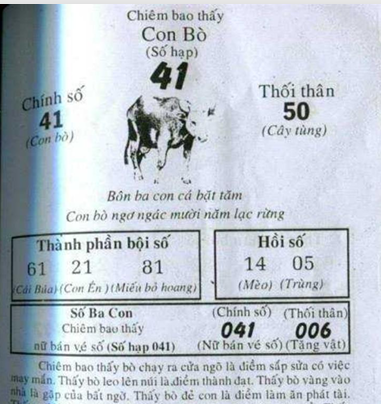 Chiêm bao thấy
Con Bò
(Số hạp)
41
Chính số
41
(Con bò)
Thối thân
50
(Cây tùng)
Bôn ba con cá bặt tăm
Con bò ngơ ngác mười năm lạc rừng
Thành phần bội số
61 21 81
(Cái Búa) (Con Én) (Miếu bỏ hoang)
Hồi số
14 05
(Mèo) (Trùng)
Số Ba Con (Chính số) (Thối thân)
Chiêm bao thấy 041 006
nữ bán vé số (Số hạp 041) (Nữ bán vé số) (Tặng vật)
Chiêm bao thấy bò chạy ra cửa ngõ là điềm sắp sửa có việc
may mắn. Thấy bò leo lên núi là điềm thành đạt. Thấy bò vàng vào
nhà là gặp của bất ngờ. Thấy bò đẻ con là điềm làm ăn phát tài.